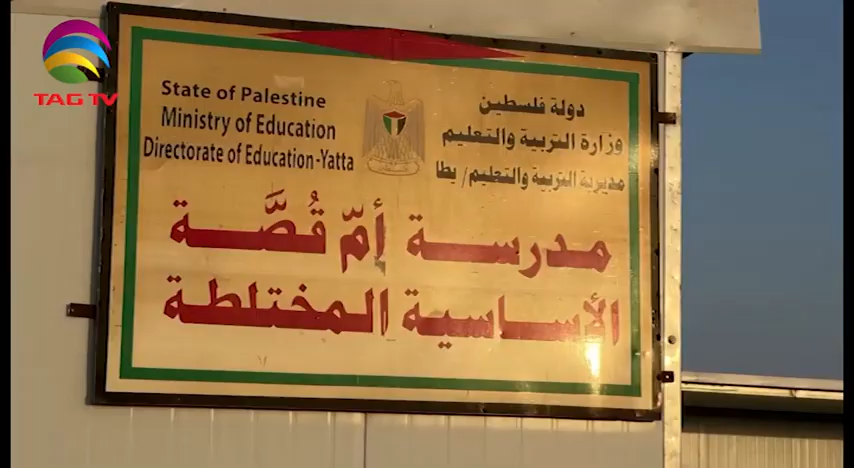 TAG TV
State of Palestine
Ministry of Education
Directorate of Education-Yatta
دولة فلسطين
وزارة التربية والتعليم
مديرية التربية والتعليم/ يطا
مدرسة أمّ قُصَّة
الأساسية المختلطة